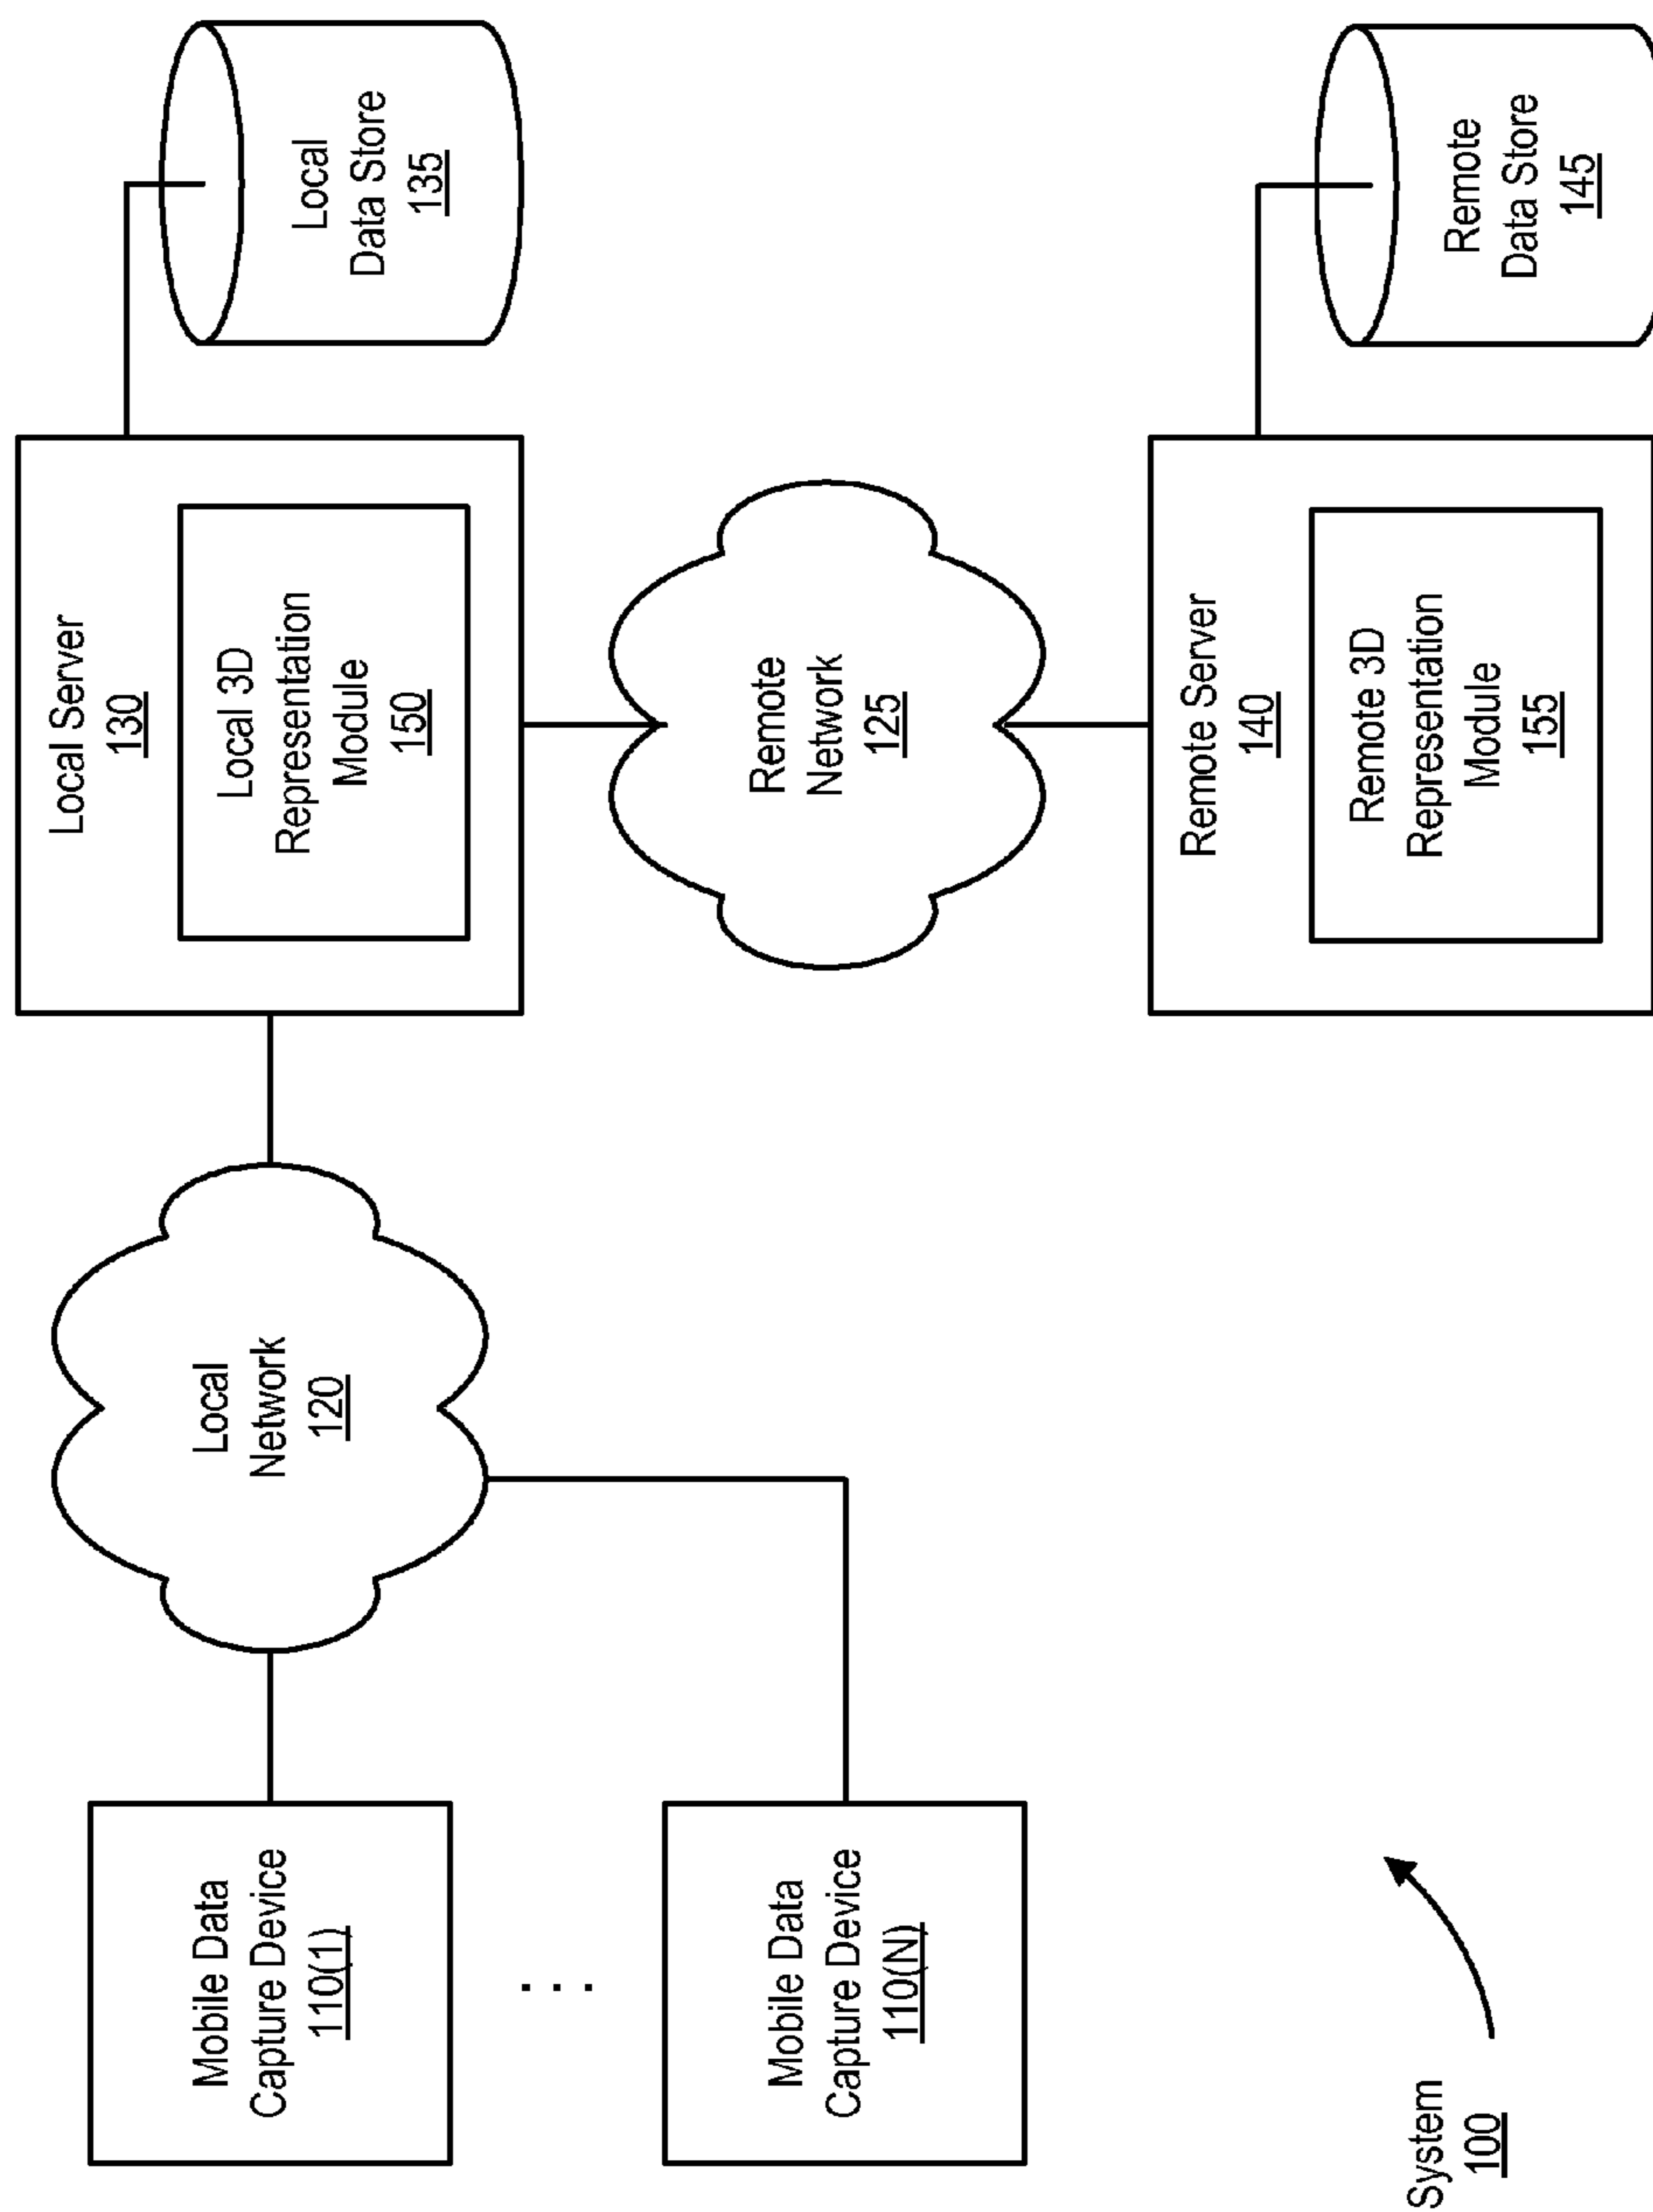 Mobile Data
Capture Device
110(1)
. . .
Mobile Data
Capture Device
110(N)
System
100
Local
Network
120
Local Server
130
Local 3D
Representation
Module
150
Local
Data Store
135
Remote
Network
125
Remote Server
140
Remote 3D
Representation
Module
155
Remote
Data Store
145